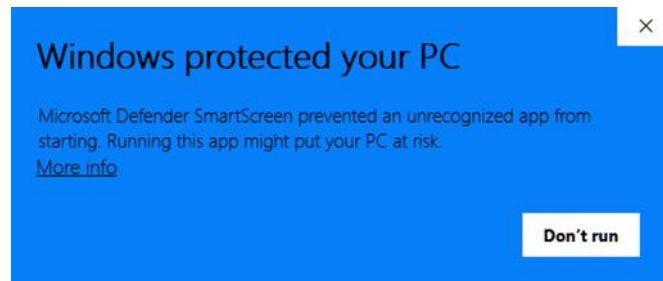 Windows protected your PC
Microsoft Defender SmartScreen prevented an unrecognized app from
starting. Running this app might put your PC at risk.
More info
Don't run